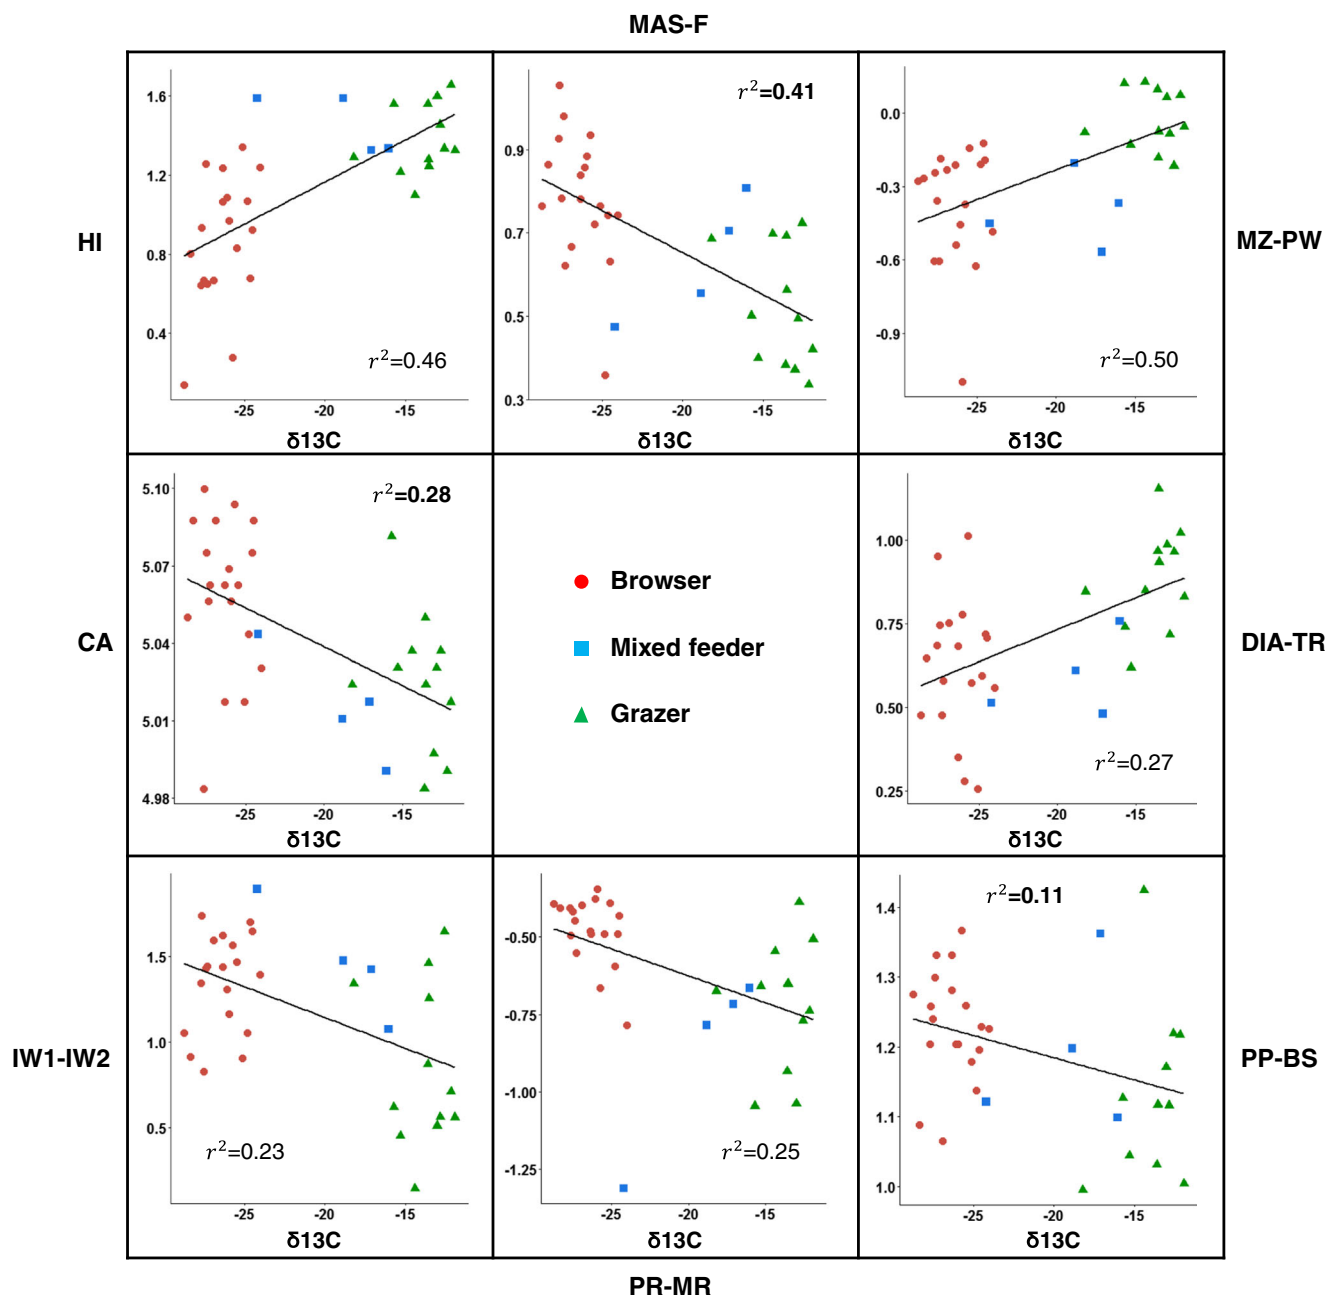 MAS-F
HI
1.6
1.2
0.8
0.4
r²=0.46
-25 -20 -15
δ13C
0.9
0.7
0.5
0.3
r²=0.41
-25 -20 -15
δ13C
MZ-PW
0.0
-0.3
-0.6
-0.9
r²=0.50
-25 -20 -15
δ13C
CA
5.10
5.07
5.04
5.01
4.98
r²=0.28
-25 -20 -15
δ13C
Browser
Mixed feeder
Grazer
DIA-TR
1.00
0.75
0.50
0.25
r²=0.27
-25 -20 -15
δ13C
IW1-IW2
1.5
1.0
0.5
r²=0.23
-25 -20 -15
δ13C
-0.50
-0.75
-1.00
-1.25
r²=0.25
-25 -20 -15
δ13C
PP-BS
1.4
1.3
1.2
1.1
1.0
r²=0.11
-25 -20 -15
δ13C
PR-MR